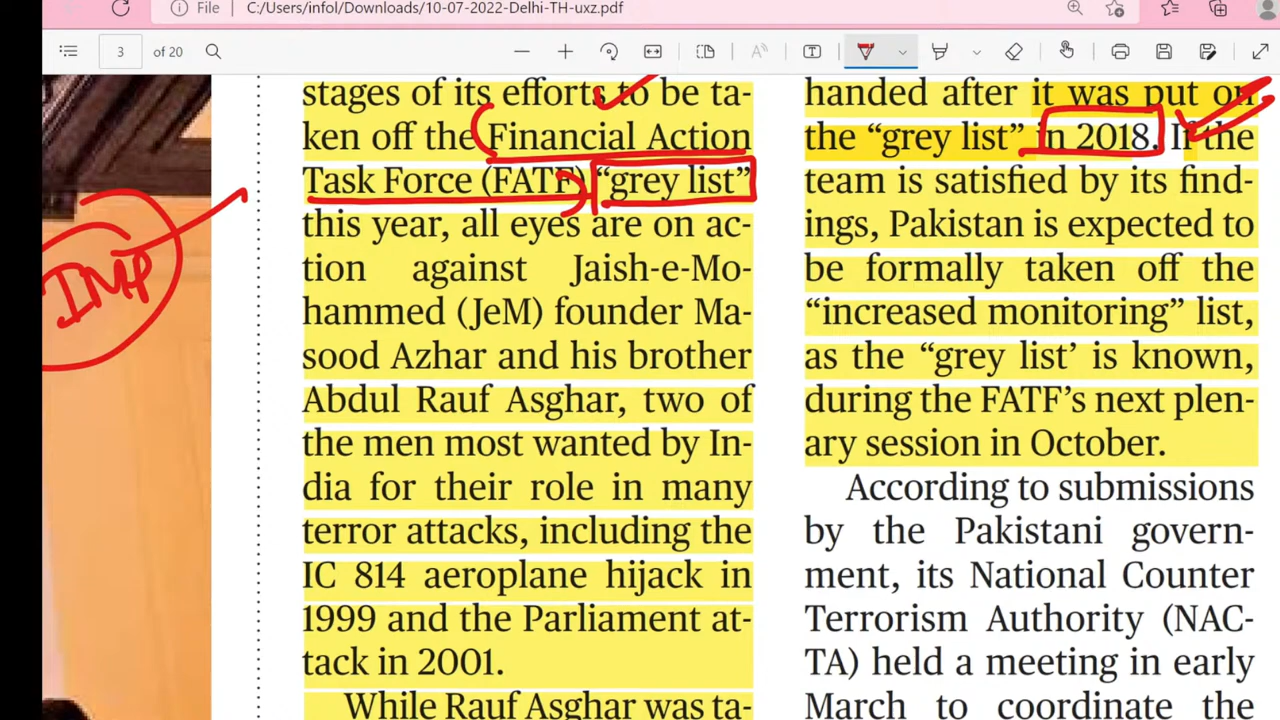 File C:/Users/infol/Downloads/10-07-2022-Delhi-TH-uxz.pdf
3 of 20
stages of its efforts to be ta-
ken off the Financial Action
Task Force (FATF) “grey list”
this year, all eyes are on ac-
tion against Jaish-e-Mo-
hammed (JeM) founder Ma-
sood Azhar and his brother
Abdul Rauf Asghar, two of
the men most wanted by In-
dia for their role in many
terror attacks, including the
IC 814 aeroplane hijack in
1999 and the Parliament at-
tack in 2001.
While Rauf Asghar was ta-
handed after it was put on
the “grey list” in 2018. If the
team is satisfied by its find-
ings, Pakistan is expected to
be formally taken off the
“increased monitoring” list,
as the “grey list’ is known,
during the FATF’s next plen-
ary session in October.
According to submissions
by the Pakistani govern-
ment, its National Counter
Terrorism Authority (NAC-
TA) held a meeting in early
March to coordinate the
IMP